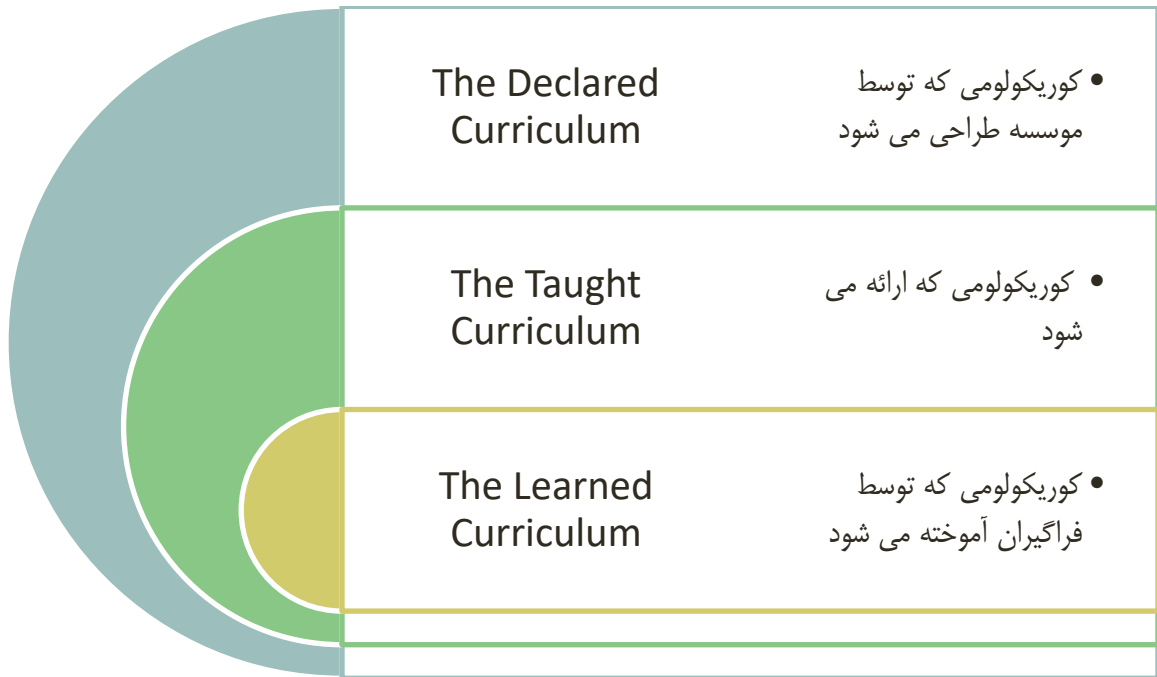 The Declared
Curriculum
• کوریکولومی که توسط
موسسه طراحی می شود
The Taught
Curriculum
• کوریکولومی که ارائه می
شود
The Learned
Curriculum
• کوریکولومی که توسط
فراگیران آموخته می شود